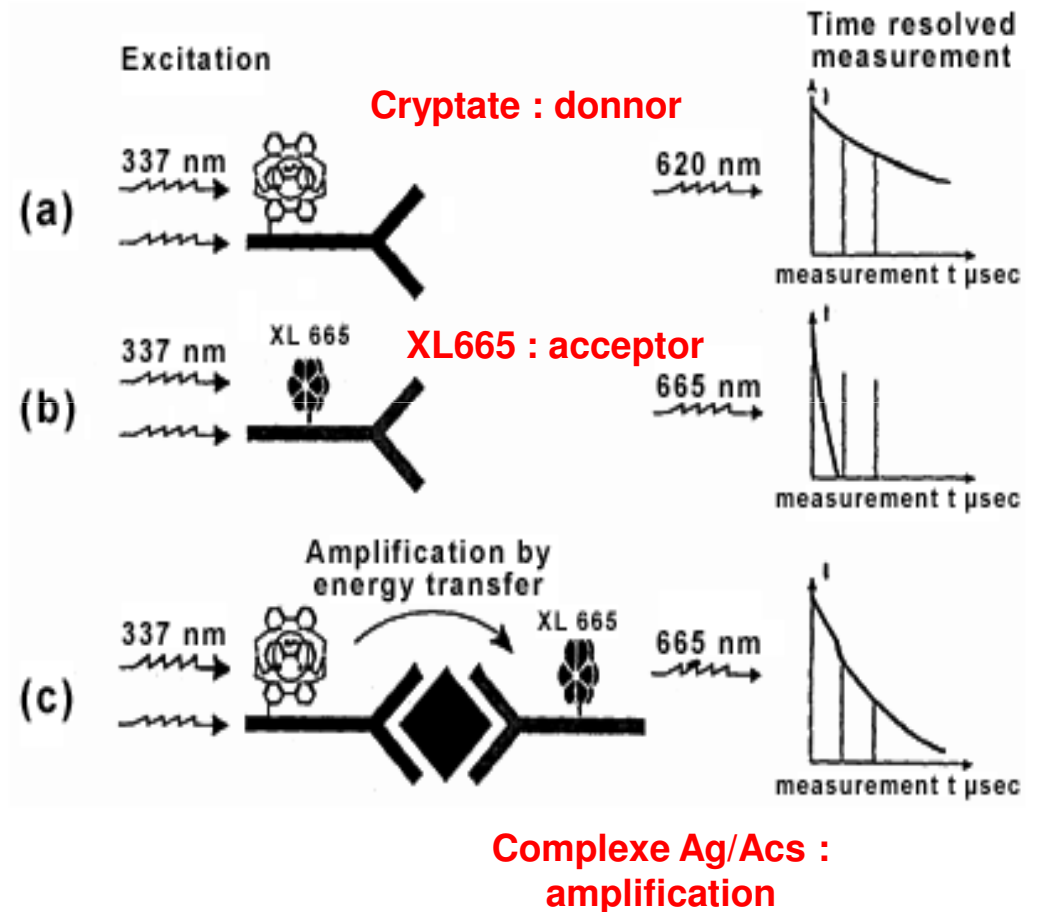 Time resolved
measurement
Excitation
Cryptate : donnor
337 nm
620 nm
I
(a)
measurement t µsec
XL 665
XL665 : acceptor
337 nm
665 nm
I
(b)
measurement t µsec
Amplification by
energy transfer
XL 665
337 nm
665 nm
I
(c)
measurement t µsec
Complexe Ag/Acs :
amplification